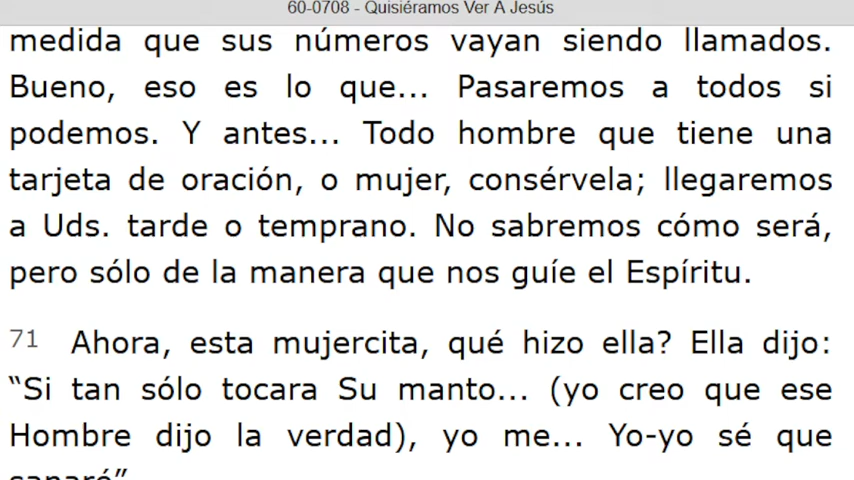 60-0708 - Quisiéramos Ver A Jesús
medida que sus números vayan siendo llamados.
Bueno, eso es lo que... Pasaremos a todos si
podemos. Y antes... Todo hombre que tiene una
tarjeta de oración, o mujer, consérvela; llegaremos
a Uds. tarde o temprano. No sabremos cómo será,
pero sólo de la manera que nos guíe el Espíritu.
71 Ahora, esta mujercita, qué hizo ella? Ella dijo:
“Si tan sólo tocara Su manto... (yo creo que ese
Hombre dijo la verdad), yo me... Yo-yo sé que
sanaré”